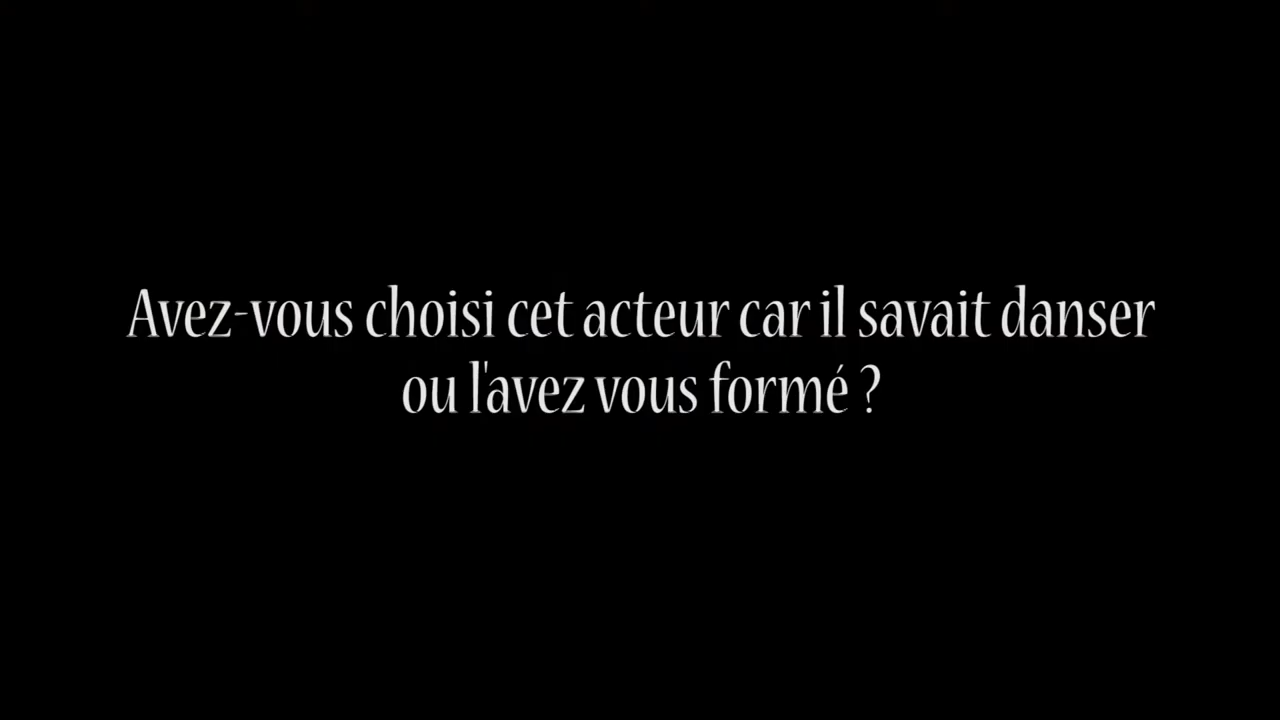 Avez-vous choisi cet acteur car il savait danser
ou l'avez vous formé ?